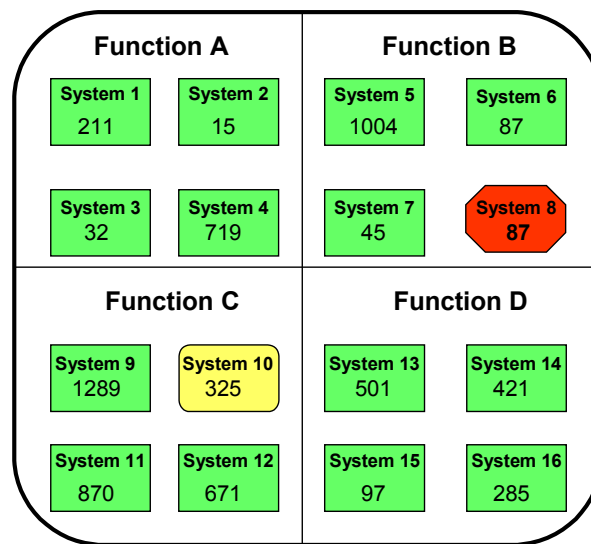 Function A
System 1
211
System 2
15
System 3
32
System 4
719
Function B
System 5
1004
System 6
87
System 7
45
System 8
87
Function C
System 9
1289
System 10
325
System 11
870
System 12
671
Function D
System 13
501
System 14
421
System 15
97
System 16
285